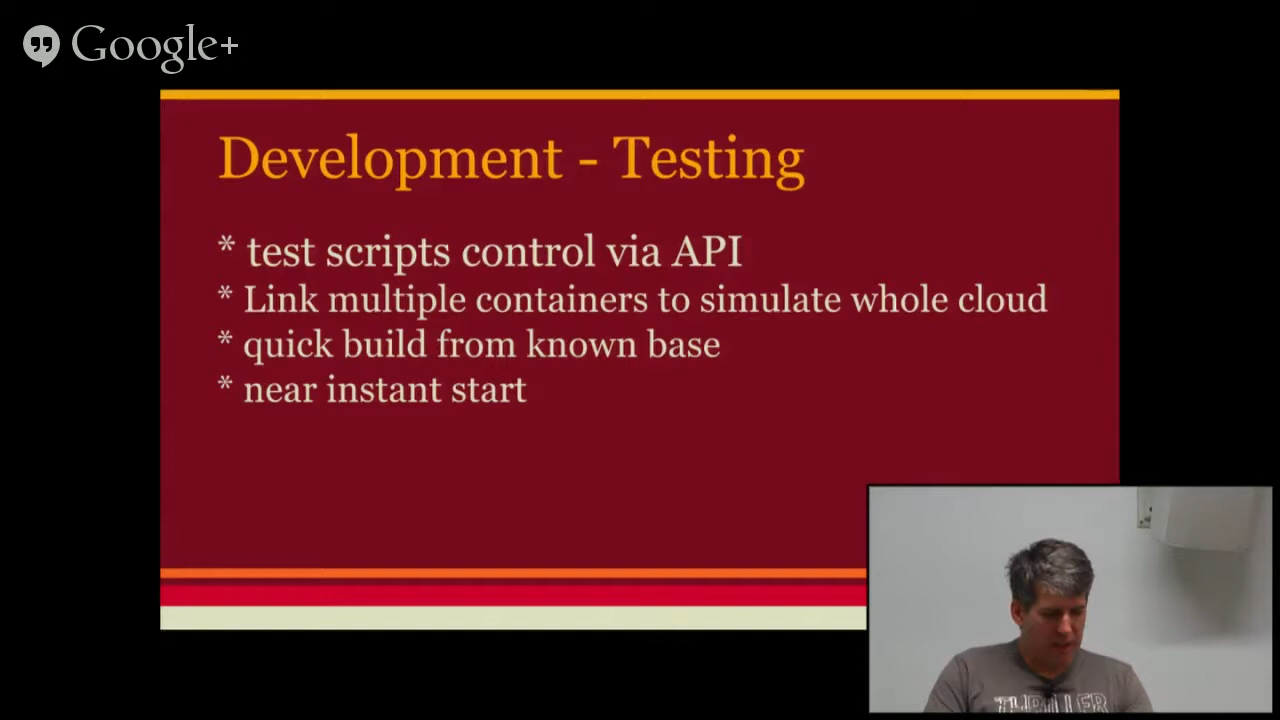 Google+
Development - Testing
* test scripts control via API
* Link multiple containers to simulate whole cloud
* quick build from known base
* near instant start
THRILLER